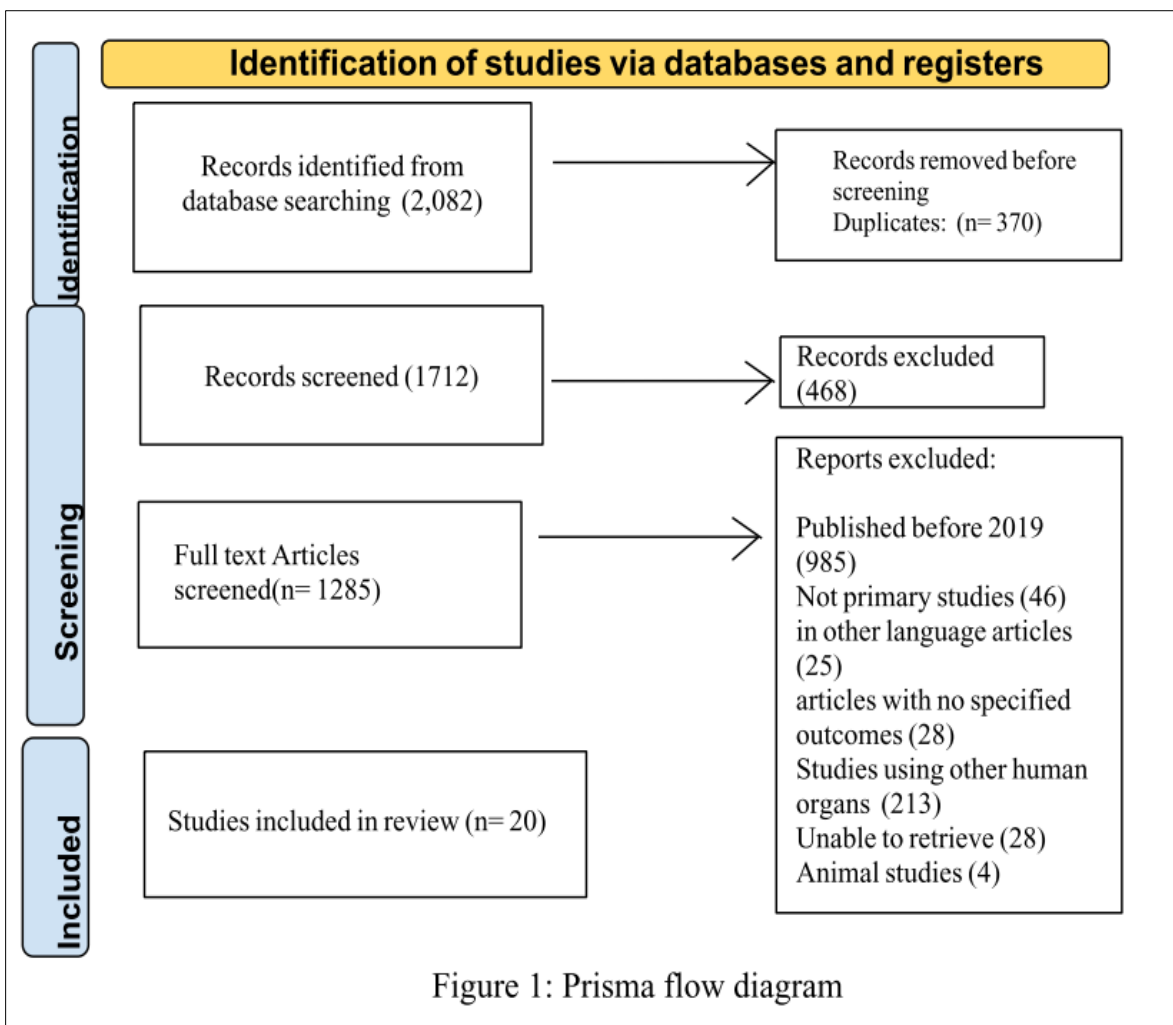 Identification of studies via databases and registers
Identification
Records identified from
database searching (2,082)
Records removed before
screening
Duplicates: (n= 370)
Screening
Records screened (1712)
Records excluded
(468)
Full text Articles
screened(n= 1285)
Reports excluded:
Published before 2019
(985)
Not primary studies (46)
in other language articles
(25)
articles with no specified
outcomes (28)
Studies using other human
organs (213)
Unable to retrieve (28)
Animal studies (4)
Included
Studies included in review (n= 20)
Figure 1: Prisma flow diagram